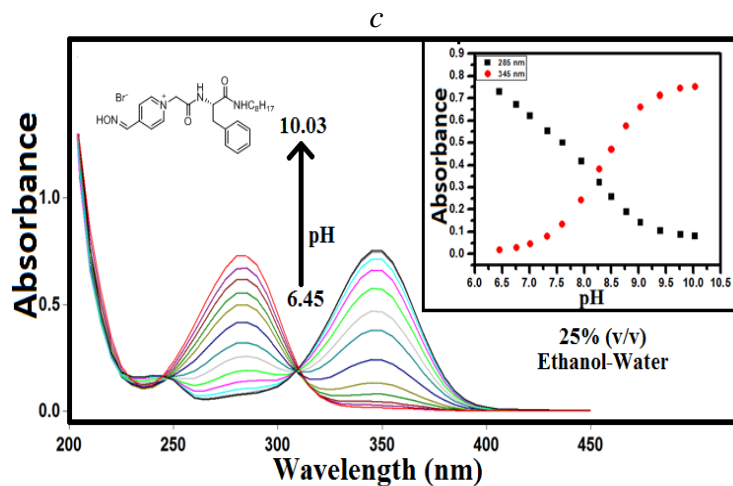 c
Absorbance
1.0
0.5
0.0
200
250
300
350
400
450
Wavelength (nm)
Br⁻
HON
N⁺
O
H
N
O
NHC₈H₁₇
10.03
pH
6.45
25% (v/v)
Ethanol-Water
285 nm
345 nm
Absorbance
0.9
0.8
0.7
0.6
0.5
0.4
0.3
0.2
0.1
0.0
6.0
6.5
7.0
7.5
8.0
8.5
9.0
9.5
10.0
10.5
pH